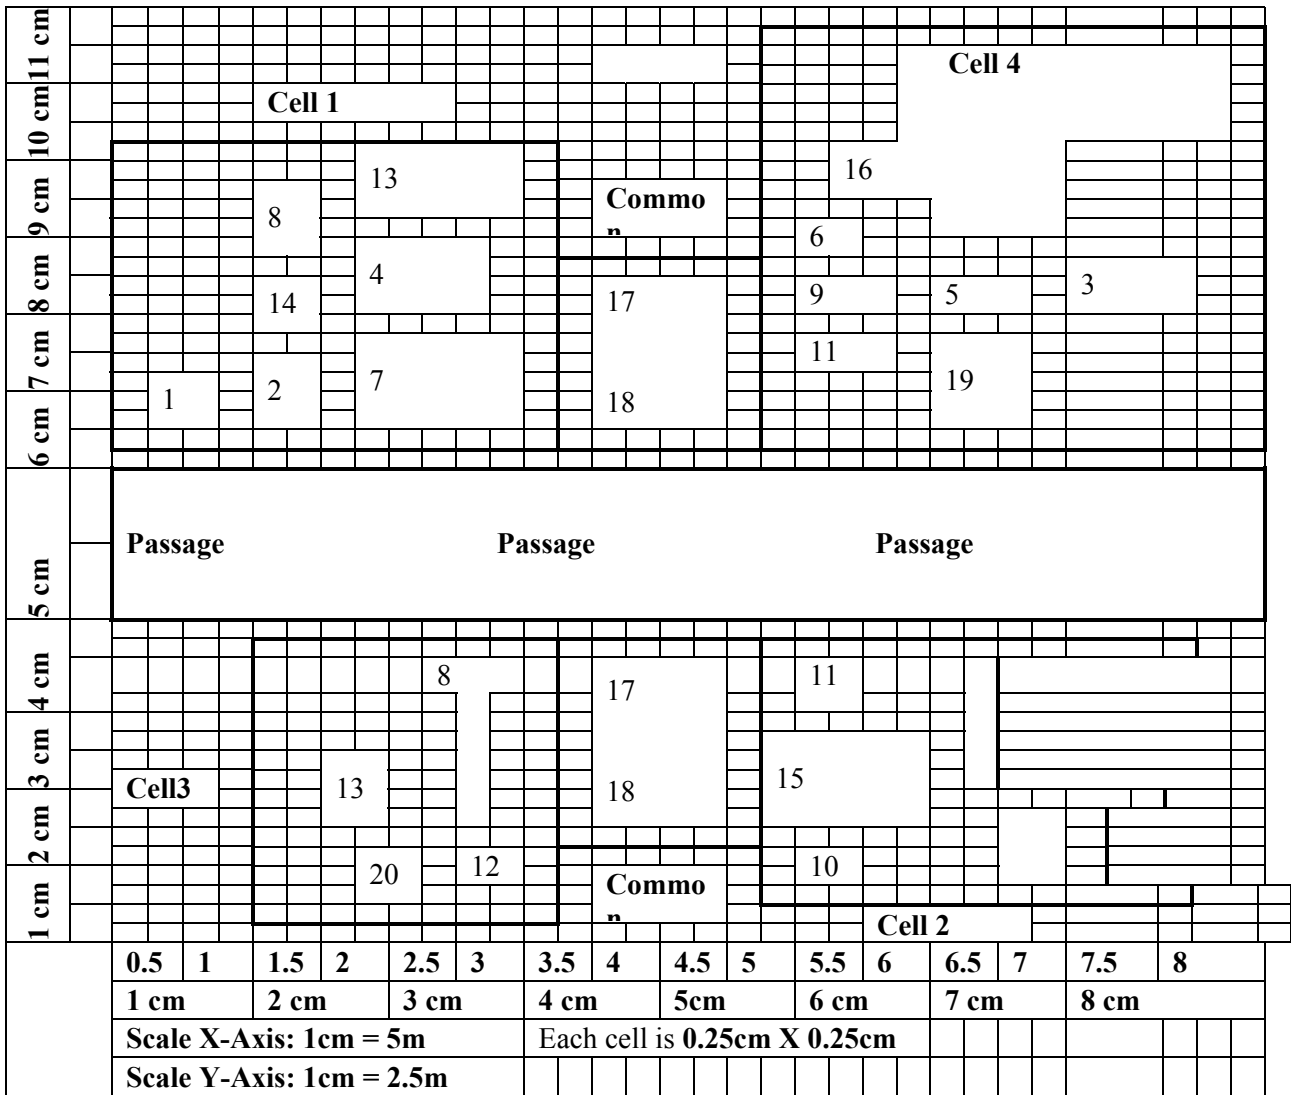 11 cm
Cell 4
10 cm
Cell 1
16
13
9 cm
Commo
n
8
6
8 cm
4
17
9
5
3
14
7 cm
11
1
2
7
18
19
6 cm
Passage Passage Passage
5 cm
4 cm
8
17
11
3 cm
Cell3
13
18
15
2 cm
20
12
Commo
n
10
1 cm
Cell 2
0.5 1 1.5 2 2.5 3 3.5 4 4.5 5 5.5 6 6.5 7 7.5 8
1 cm 2 cm 3 cm 4 cm 5cm 6 cm 7 cm 8 cm
Scale X-Axis: 1cm = 5m Each cell is 0.25cm X 0.25cm
Scale Y-Axis: 1cm = 2.5m